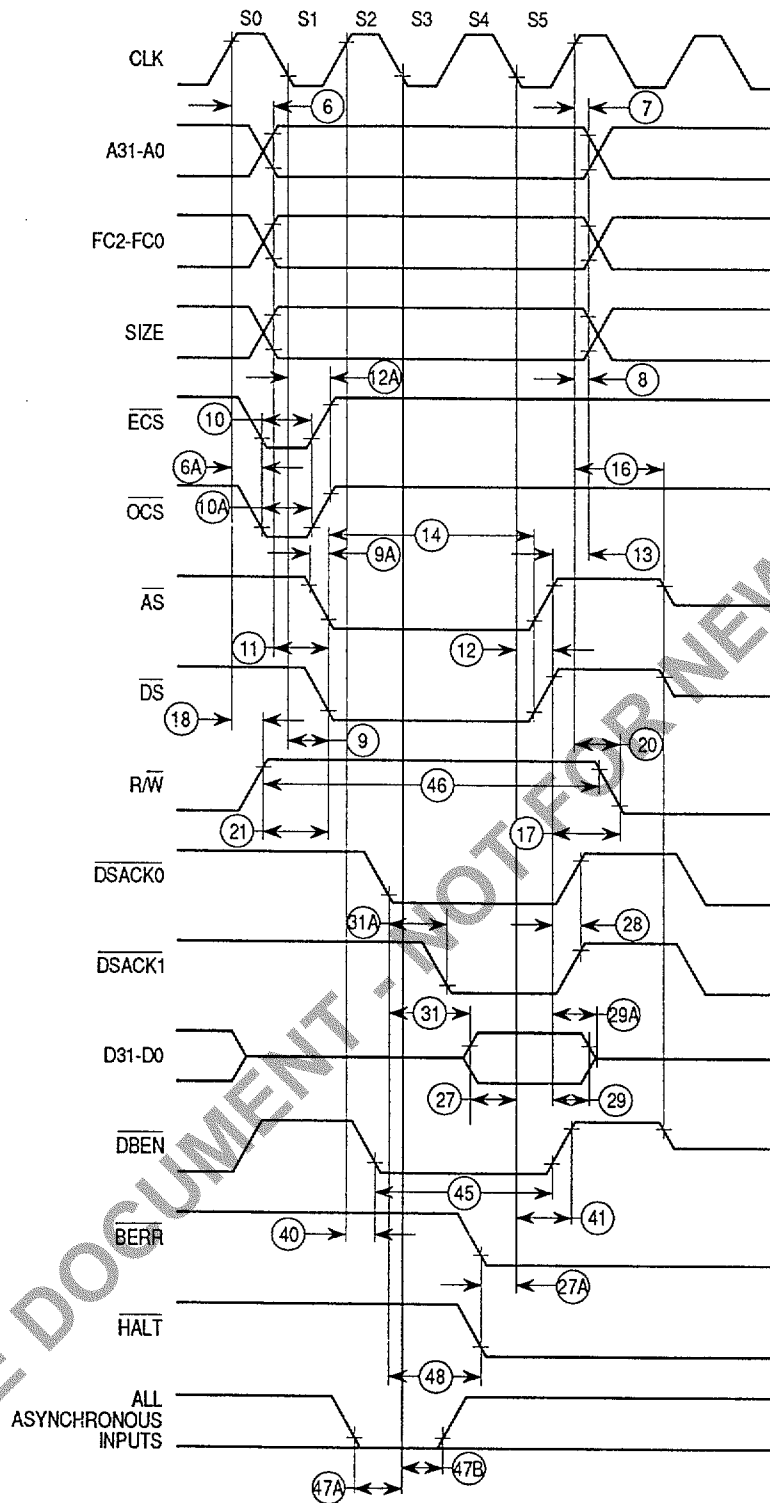 S0 S1 S2 S3 S4 S5
CLK
6 7
A31-A0
FC2-FC0
SIZE
12A 8
ECS
10
6A 16
OCS
10A 14
9A 13
AS
11 12
DS
18 9 20
R/W
46
21 17
DSACK0
31A 28
DSACK1
31 29A
D31-D0
27 29
DBEN
45
40 41
BERR
27A
HALT
48
ALL
ASYNCHRONOUS
INPUTS
47A 47B
E DOCUMENT - NOT FOR NEW